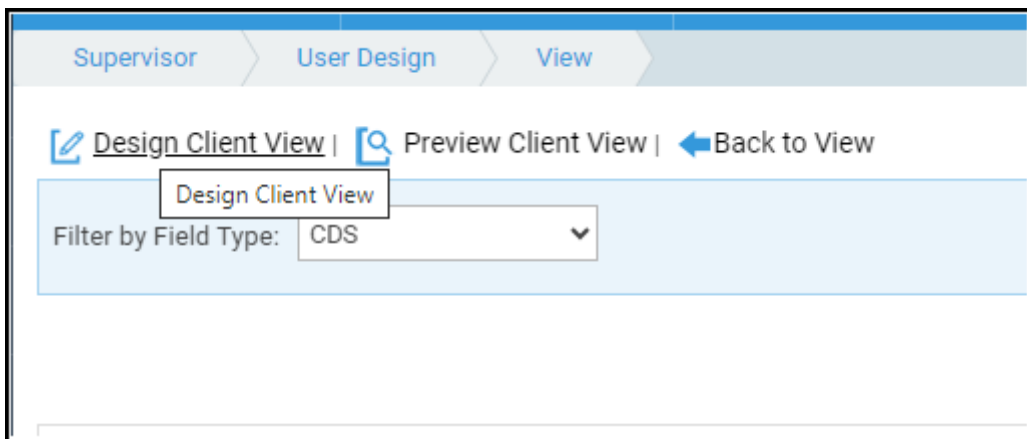 Supervisor User Design View
Design Client View | Preview Client View | Back to View
Design Client View
Filter by Field Type: CDS